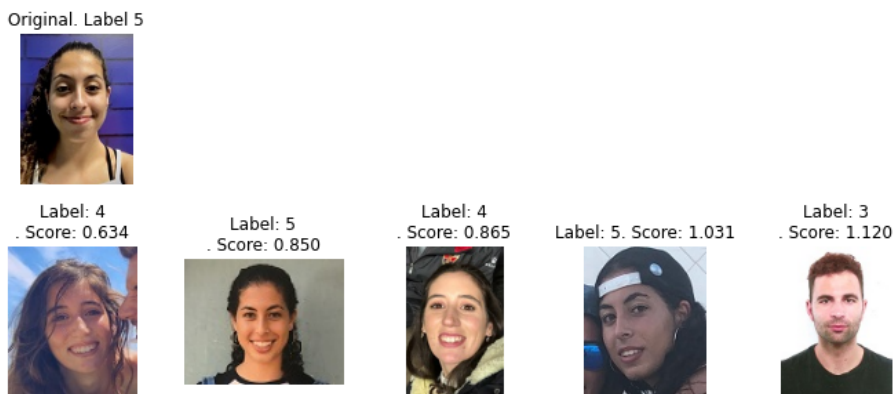 Original. Label 5
Label: 4
. Score: 0.634
Label: 5
. Score: 0.850
Label: 4
. Score: 0.865
Label: 5. Score: 1.031
Label: 3
. Score: 1.120